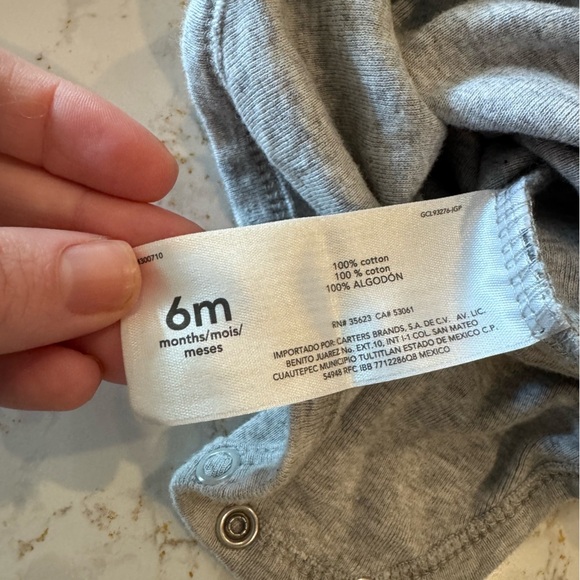 GCL93276-IGP
6m
months/mois/
meses
100% cotton
100 % coton
100% ALGODÓN
RN# 35623 CA# 53061
IMPORTADO POR: CARTERS BRANDS, S.A. DE C.V. AV. LIC.
BENITO JUAREZ No. EXT.10, INT I-1 COL. SAN MATEO
CUAUTEPEC MUNICIPIO TULTITLAN ESTADO DE MEXICO C.P.
54948 RFC IBB 7712286Q8 MEXICO